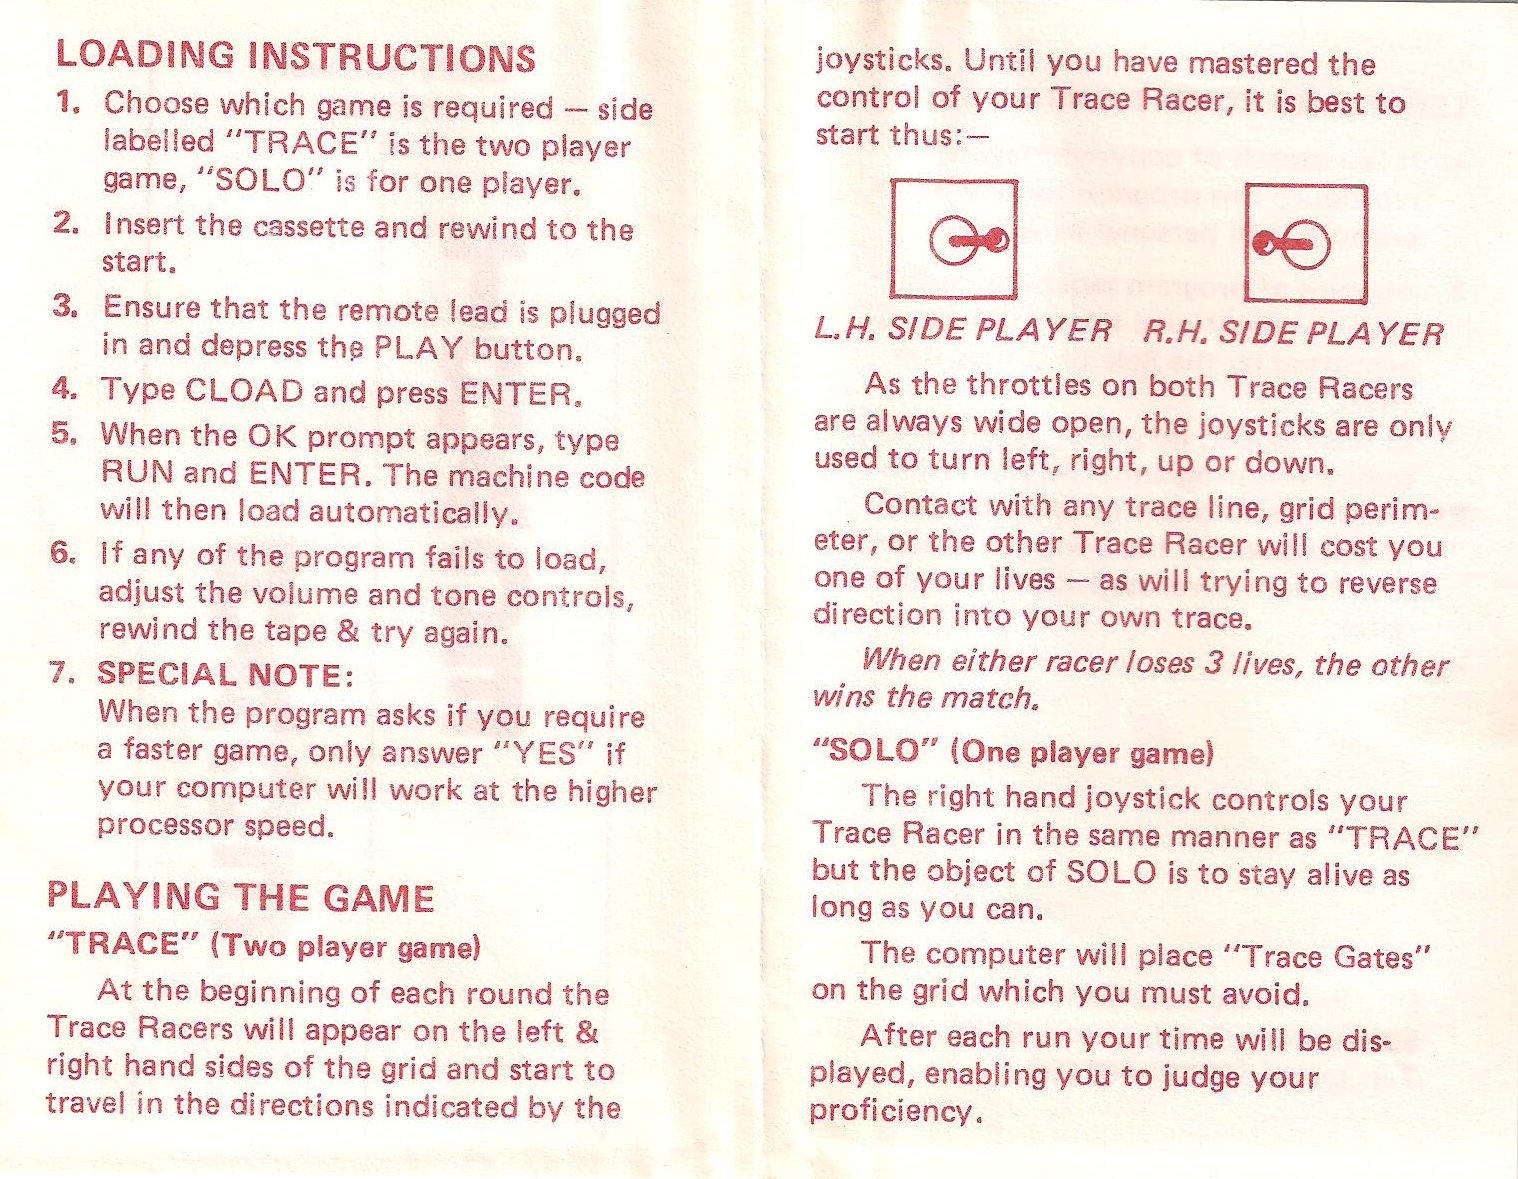 LOADING INSTRUCTIONS
1. Choose which game is required — side
labelled "TRACE" is the two player
game, "SOLO" is for one player.
2. Insert the cassette and rewind to the
start.
3. Ensure that the remote lead is plugged
in and depress the PLAY button.
4. Type CLOAD and press ENTER.
5. When the OK prompt appears, type
RUN and ENTER. The machine code
will then load automatically.
6. If any of the program fails to load,
adjust the volume and tone controls,
rewind the tape & try again.
7. SPECIAL NOTE:
When the program asks if you require
a faster game, only answer "YES" if
your computer will work at the higher
processor speed.
PLAYING THE GAME
"TRACE" (Two player game)
At the beginning of each round the
Trace Racers will appear on the left &
right hand sides of the grid and start to
travel in the directions indicated by the
joysticks. Until you have mastered the
control of your Trace Racer, it is best to
start thus:—
L.H. SIDE PLAYER R.H. SIDE PLAYER
As the throttles on both Trace Racers
are always wide open, the joysticks are only
used to turn left, right, up or down.
Contact with any trace line, grid perim-
eter, or the other Trace Racer will cost you
one of your lives — as will trying to reverse
direction into your own trace.
When either racer loses 3 lives, the other
wins the match.
"SOLO" (One player game)
The right hand joystick controls your
Trace Racer in the same manner as "TRACE"
but the object of SOLO is to stay alive as
long as you can.
The computer will place "Trace Gates"
on the grid which you must avoid.
After each run your time will be dis-
played, enabling you to judge your
proficiency.